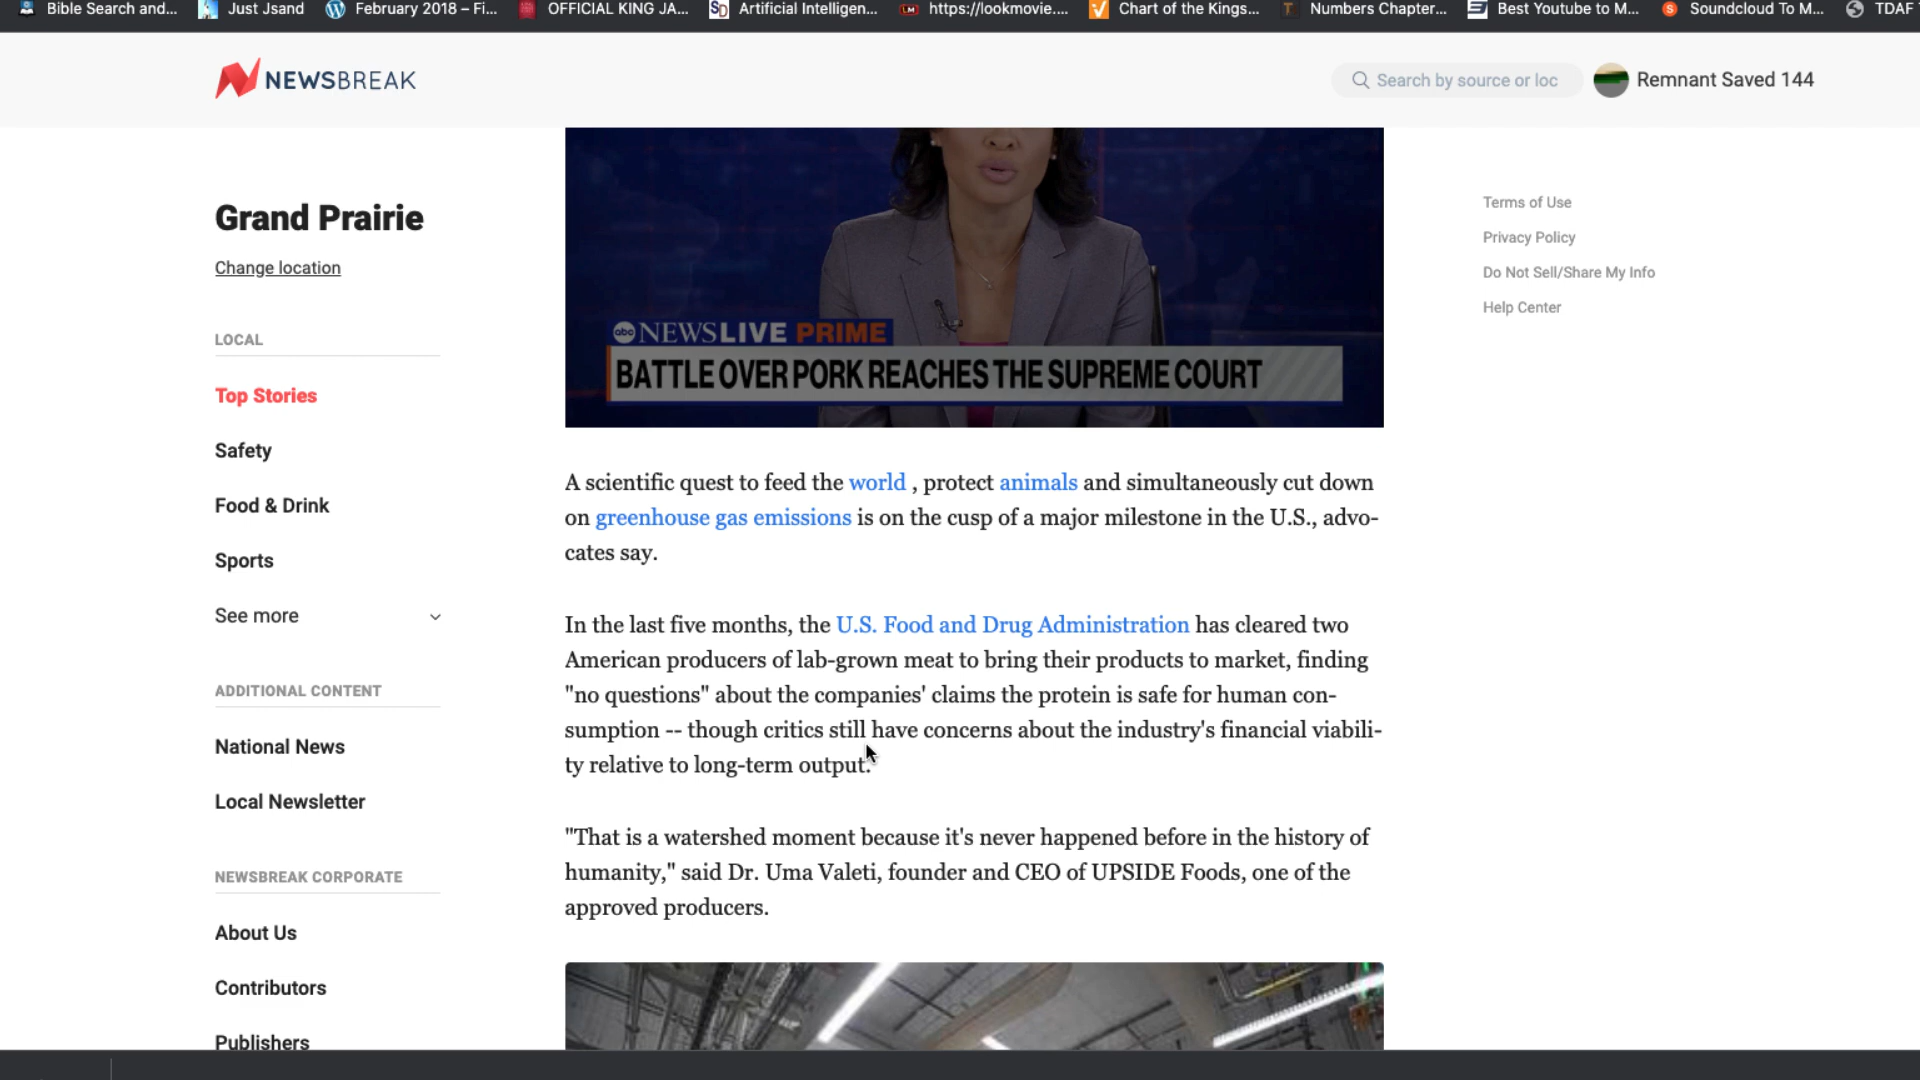 Bible Search and...
Just Jsand
February 2018 – Fi...
OFFICIAL KING JA...
SD
Artificial Intelligen...
LM
https://lookmovie....
Chart of the Kings...
T
Numbers Chapter...
Best Youtube to M...
S
Soundcloud To M...
TDAF
NEWSBREAK
Search by source or loc
Remnant Saved 144
Grand Prairie
Change location
LOCAL
Top Stories
Safety
Food & Drink
Sports
See more
ADDITIONAL CONTENT
National News
Local Newsletter
NEWSBREAK CORPORATE
About Us
Contributors
Publishers
abc NEWS LIVE PRIME
BATTLE OVER PORK REACHES THE SUPREME COURT
A scientific quest to feed the world , protect animals and simultaneously cut down
on greenhouse gas emissions is on the cusp of a major milestone in the U.S., advo-
cates say.
In the last five months, the U.S. Food and Drug Administration has cleared two
American producers of lab-grown meat to bring their products to market, finding
"no questions" about the companies' claims the protein is safe for human con-
sumption -- though critics still have concerns about the industry's financial viabili-
ty relative to long-term output.
"That is a watershed moment because it's never happened before in the history of
humanity," said Dr. Uma Valeti, founder and CEO of UPSIDE Foods, one of the
approved producers.
Terms of Use
Privacy Policy
Do Not Sell/Share My Info
Help Center